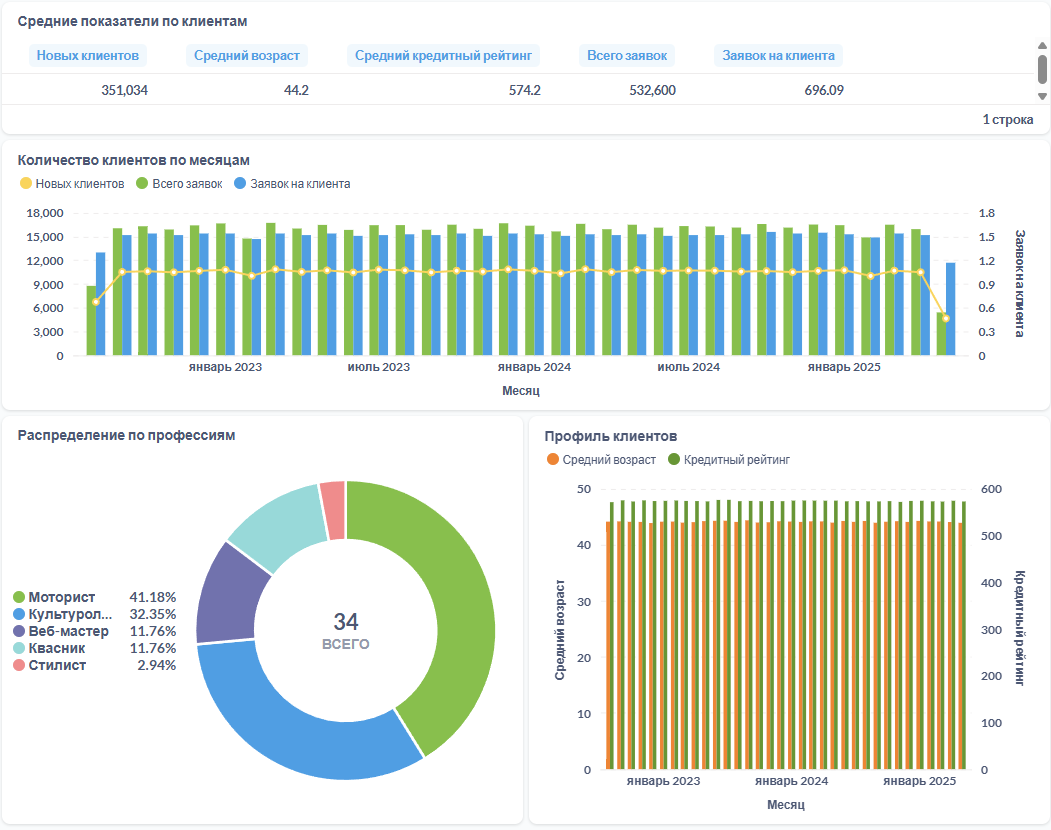 Средние показатели по клиентам
Новых клиентов Средний возраст Средний кредитный рейтинг Всего заявок Заявок на клиента
351,034 44.2 574.2 532,600 696.09
1 строка
Количество клиентов по месяцам
Новых клиентов Всего заявок Заявок на клиента
18,000 1.8
15,000 1.5
12,000 1.2
9,000 0.9
6,000 0.6
3,000 0.3
0 0
Заявок на клиента
январь 2023 июль 2023 январь 2024 июль 2024 январь 2025
Месяц
Распределение по профессиям
Моторист 41.18%
Культурол... 32.35%
Веб-мастер 11.76%
Квасник 11.76%
Стилист 2.94%
34
ВСЕГО
Профиль клиентов
Средний возраст Кредитный рейтинг
50 600
500
40
400
30
300
20
200
10
100
0 0
Средний возраст
Кредитный рейтинг
январь 2023 январь 2024 январь 2025
Месяц